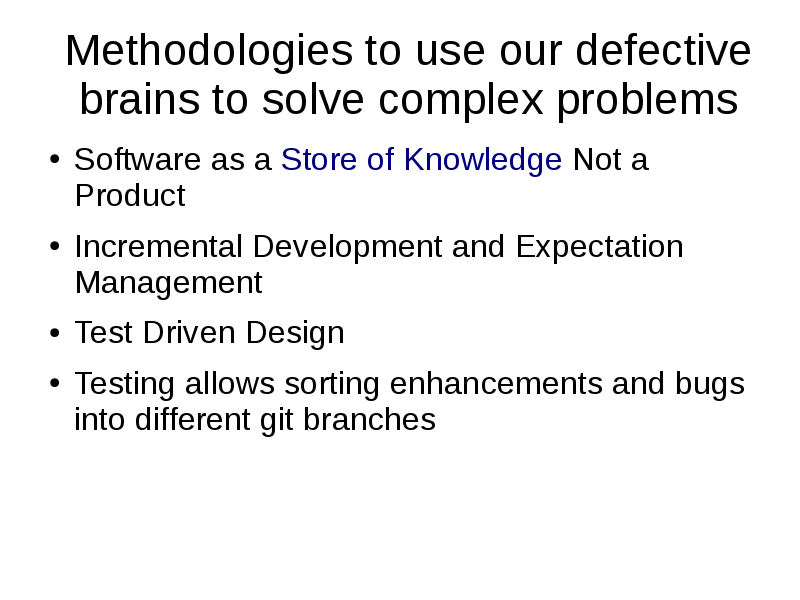 Methodologies to use our defective
brains to solve complex problems
• Software as a Store of Knowledge Not a
Product
• Incremental Development and Expectation
Management
• Test Driven Design
• Testing allows sorting enhancements and bugs
into different git branches